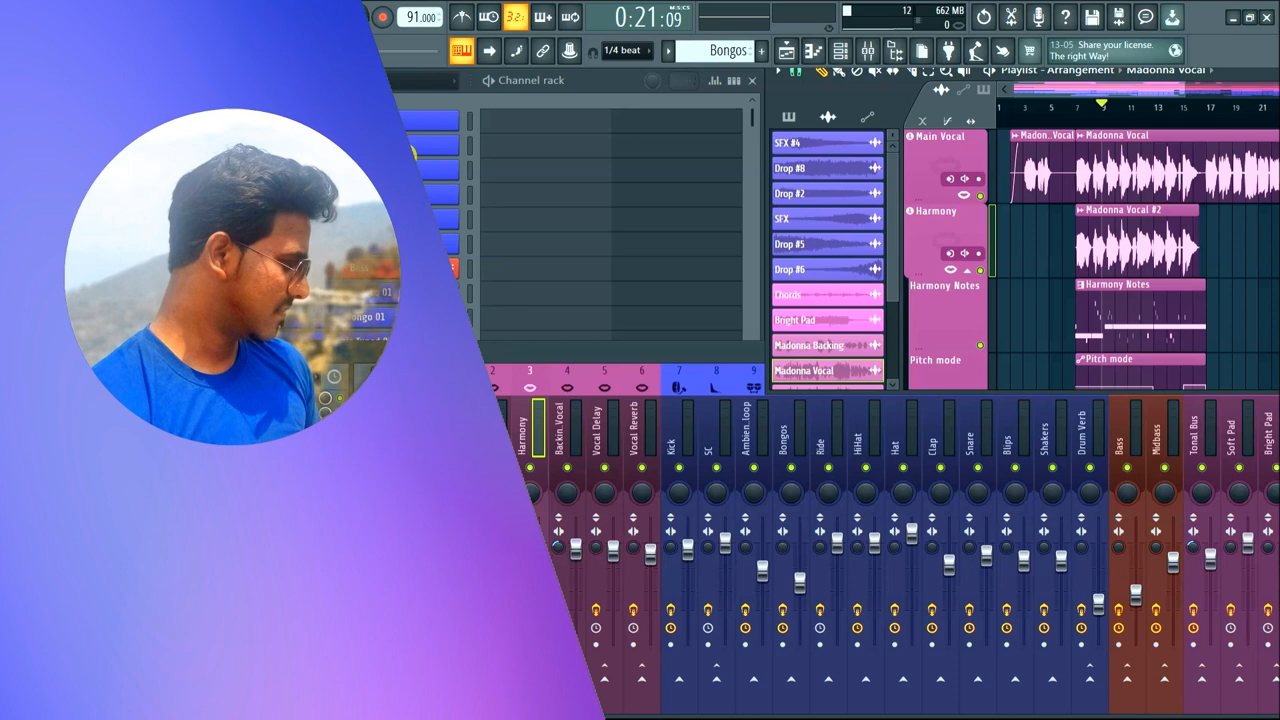 91.000
3.2.
0:21:09
M:S:CS
12
662 MB
0
1/4 beat
Bongos
13-05 Share your license.
The right Way!
Channel rack
Playlist - Arrangement
Madonna Vocal
1 3 5 7 9 11 13 15 17 19 21
SFX #4
Drop #8
Drop #2
SFX
Drop #5
Drop #6
Chords
Bright Pad
Madonna Backing
Madonna Vocal
Main Vocal
Harmony
Harmony Notes
Pitch mode
Madon..Vocal
Madonna Vocal
Madonna Vocal #2
Harmony Notes
Pitch mode
Bass
01
ongo 01
2 3 4 5 6 7 8 9
Harmony
Backin.Vocal
Vocal Delay
Vocal Reverb
Kick
SC
Ambien.loop
Bongos
Ride
HiHat
Hat
Clap
Snare
Blips
Shakers
Drum Verb
Bass
Midbass
Tonal Bus
Soft Pad
Bright Pad